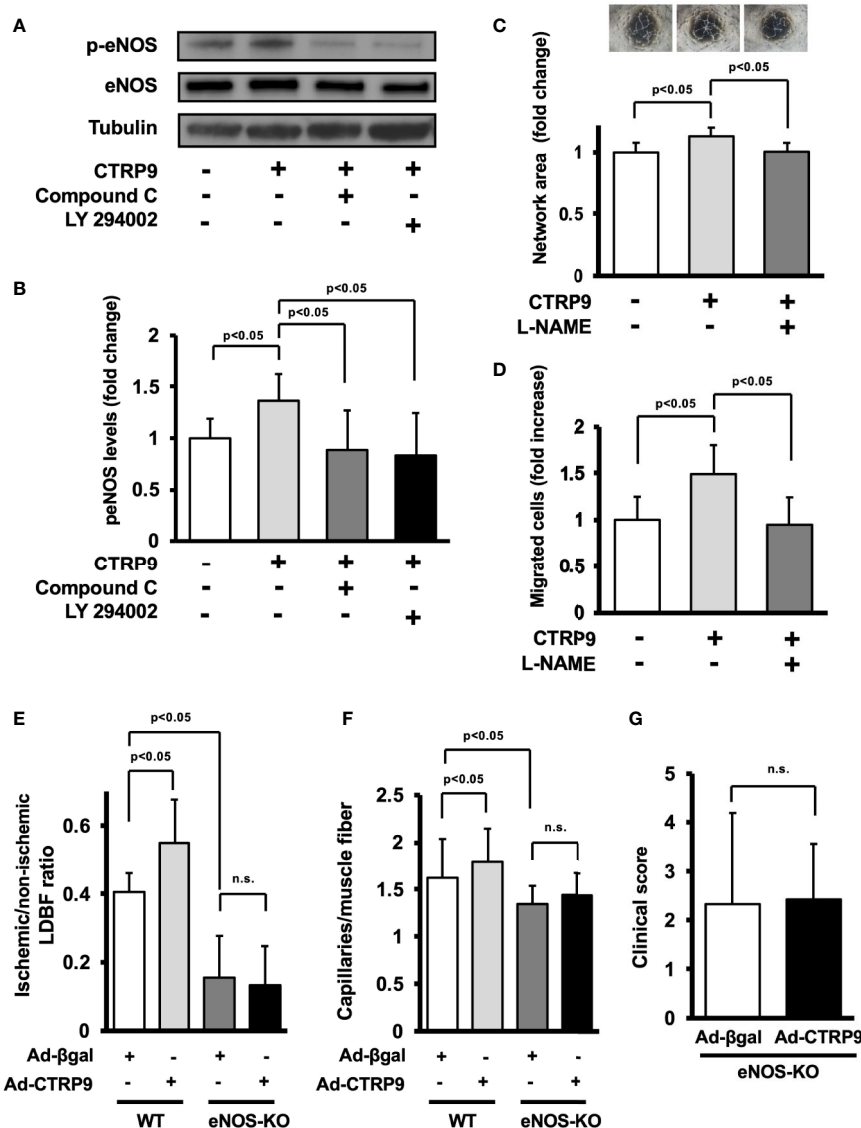 A
p-eNOS
eNOS
Tubulin
CTRP9 - + + +
Compound C - - + -
LY 294002 - - - +
B
peNOS levels (fold change)
2
1.5
1
0.5
0
p<0.05
p<0.05
p<0.05
CTRP9 - + + +
Compound C - - + -
LY 294002 - - - +
C
Network area (fold change)
1
0.5
0
p<0.05
p<0.05
CTRP9 - + +
L-NAME - - +
D
Migrated cells (fold increase)
2
1.5
1
0.5
0
p<0.05
p<0.05
CTRP9 - + +
L-NAME - - +
E
Ischemic/non-ischemic
LDBF ratio
0.6
0.4
0.2
0
p<0.05
p<0.05
n.s.
Ad-βgal + - + -
Ad-CTRP9 - + - +
WT eNOS-KO
F
Capillaries/muscle fiber
2.5
2
1.5
1
0.5
0
p<0.05
p<0.05
n.s.
Ad-βgal + - + -
Ad-CTRP9 - + - +
WT eNOS-KO
G
Clinical score
5
4
3
2
1
0
n.s.
Ad-βgal Ad-CTRP9
eNOS-KO